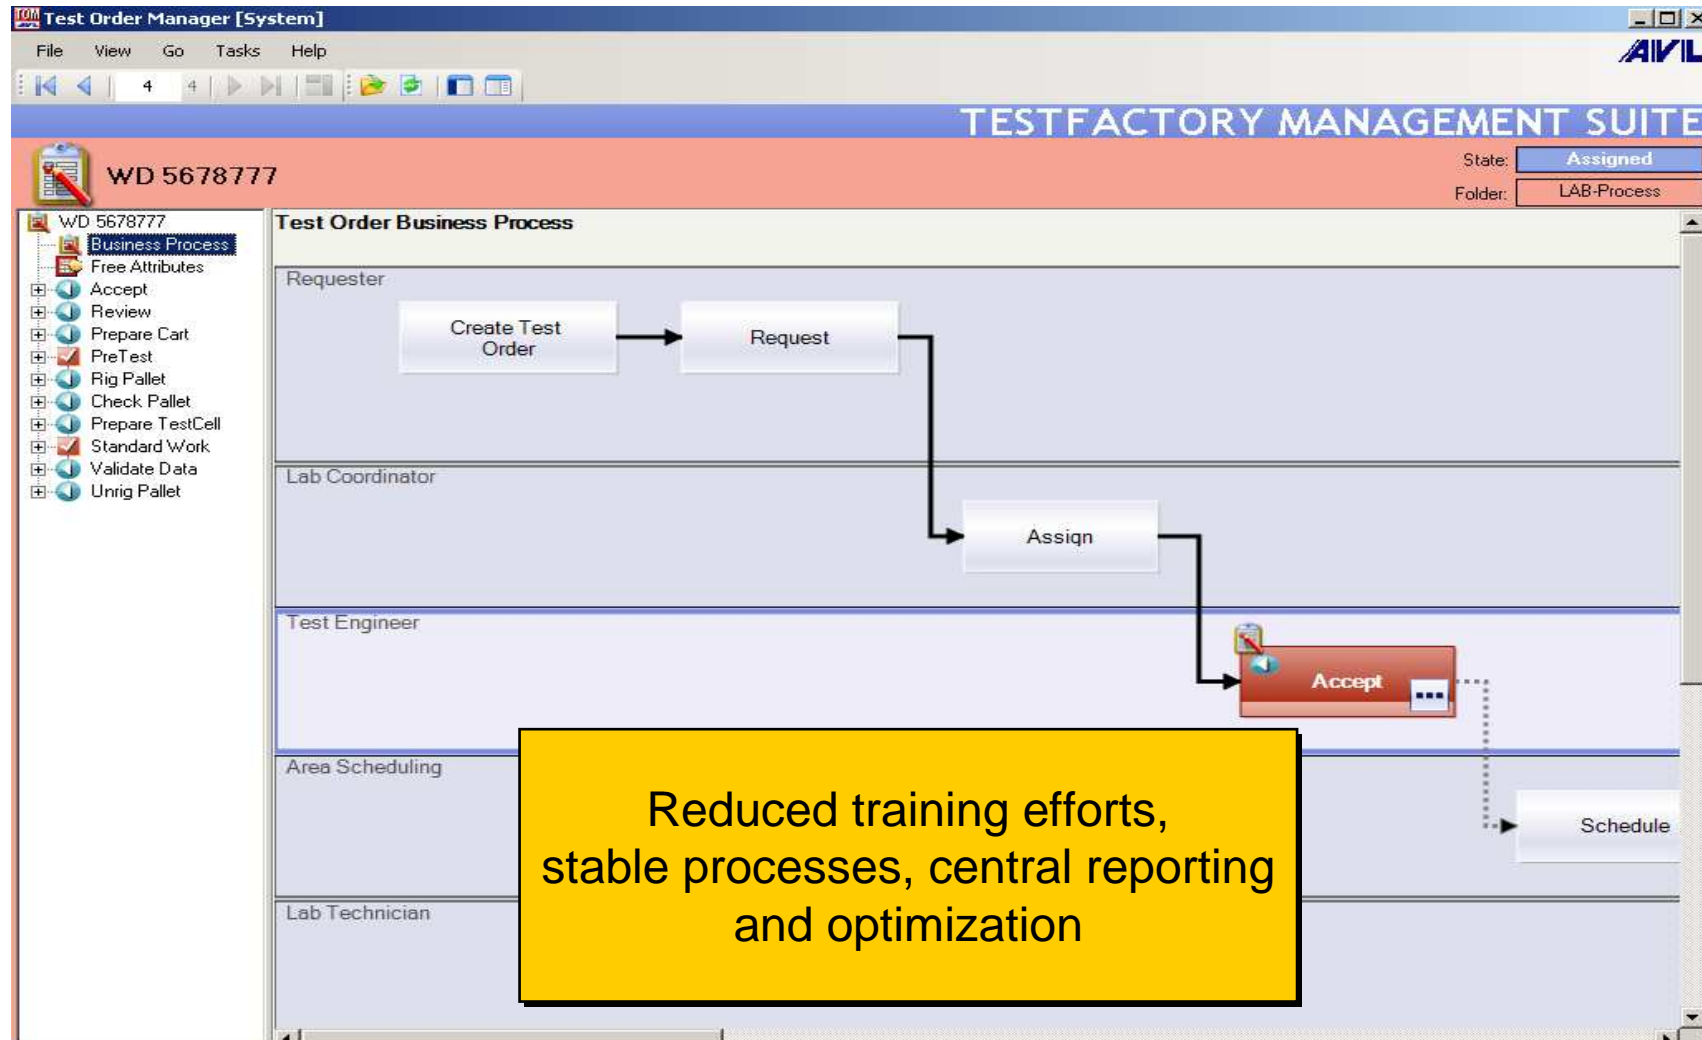 Test Order Manager [System]
File View Go Tasks Help
AVL
4 4
TESTFACTORY MANAGEMENT SUITE
WD 5678777
State: Assigned
Folder: LAB-Process
WD 5678777
Business Process
Free Attributes
Accept
Review
Prepare Cart
PreTest
Rig Pallet
Check Pallet
Prepare TestCell
Standard Work
Validate Data
Unrig Pallet
Test Order Business Process
Requester
Create Test
Order
Request
Lab Coordinator
Assign
Test Engineer
Accept
Area Scheduling
Schedule
Lab Technician
Reduced training efforts,
stable processes, central reporting
and optimization